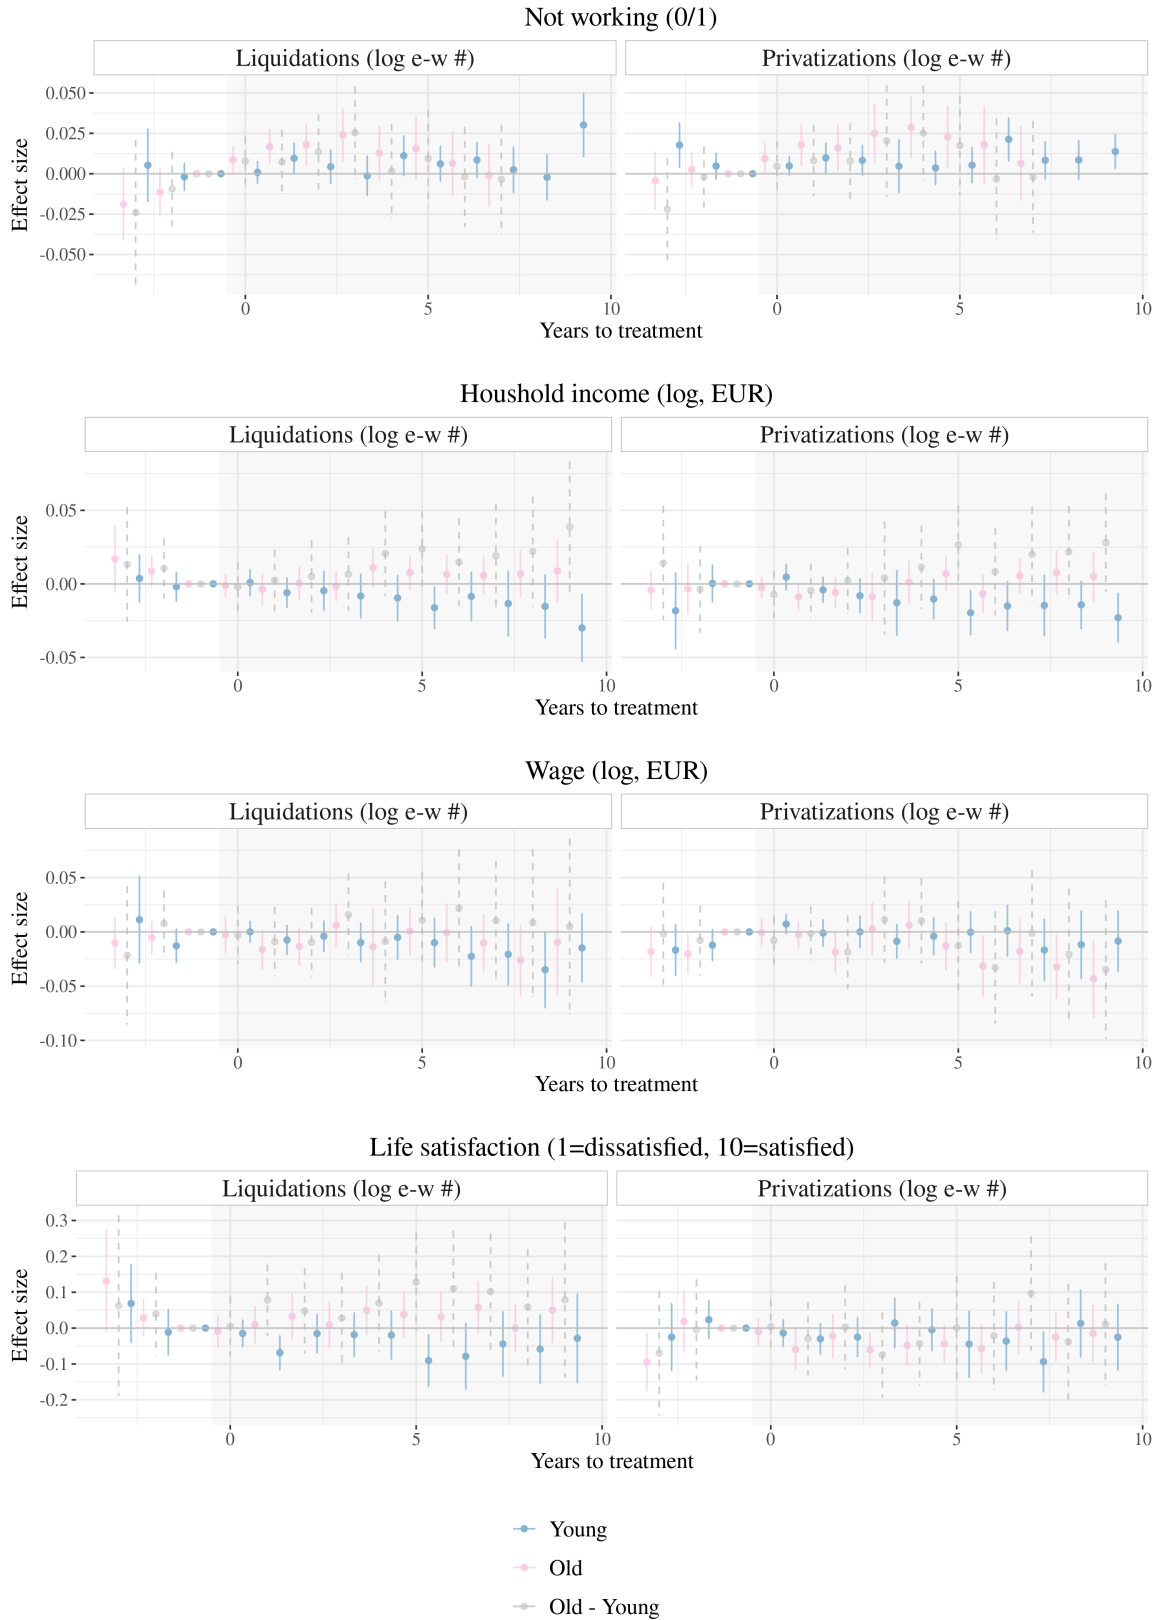 Not working (0/1)
Liquidations (log e-w #)
Privatizations (log e-w #)
0.050
0.025
0.000
-0.025
-0.050
Effect size
0 5 10 0 5 10
Years to treatment
Houshold income (log, EUR)
Liquidations (log e-w #)
Privatizations (log e-w #)
0.05
0.00
-0.05
Effect size
0 5 10 0 5 10
Years to treatment
Wage (log, EUR)
Liquidations (log e-w #)
Privatizations (log e-w #)
0.05
0.00
-0.05
-0.10
Effect size
0 5 10 0 5 10
Years to treatment
Life satisfaction (1=dissatisfied, 10=satisfied)
Liquidations (log e-w #)
Privatizations (log e-w #)
0.3
0.2
0.1
0.0
-0.1
-0.2
Effect size
0 5 10 0 5 10
Years to treatment
Young
Old
Old - Young